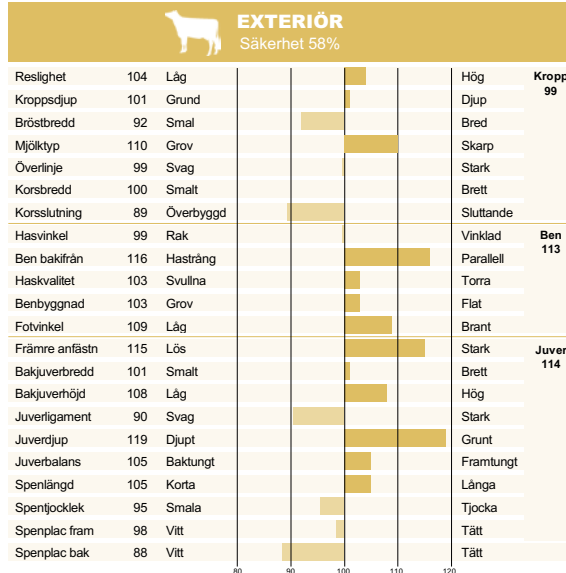 EXTERIÖR
Säkerhet 58%
Reslighet 104 Låg Hög Kropp
Kroppsdjup 101 Grund Djup 99
Bröstbredd 92 Smal Bred
Mjölktyp 110 Grov Skarp
Överlinje 99 Svag Stark
Korsbredd 100 Smalt Brett
Korsslutning 89 Överbyggd Sluttande
Hasvinkel 99 Rak Vinklad Ben
Ben bakifrån 116 Hastrång Parallell 113
Haskvalitet 103 Svullna Torra
Benbyggnad 103 Grov Flat
Fotvinkel 109 Låg Brant
Främre anfästn 115 Lös Stark Juver
Bakjuverbredd 101 Smalt Brett 114
Bakjuverhöjd 108 Låg Hög
Juverligament 90 Svag Stark
Juverdjup 119 Djupt Grunt
Juverbalans 105 Baktungt Framtungt
Spenlängd 105 Korta Långa
Spentjocklek 95 Smala Tjocka
Spenplac fram 98 Vitt Tätt
Spenplac bak 88 Vitt Tätt
80 90 100 110 120